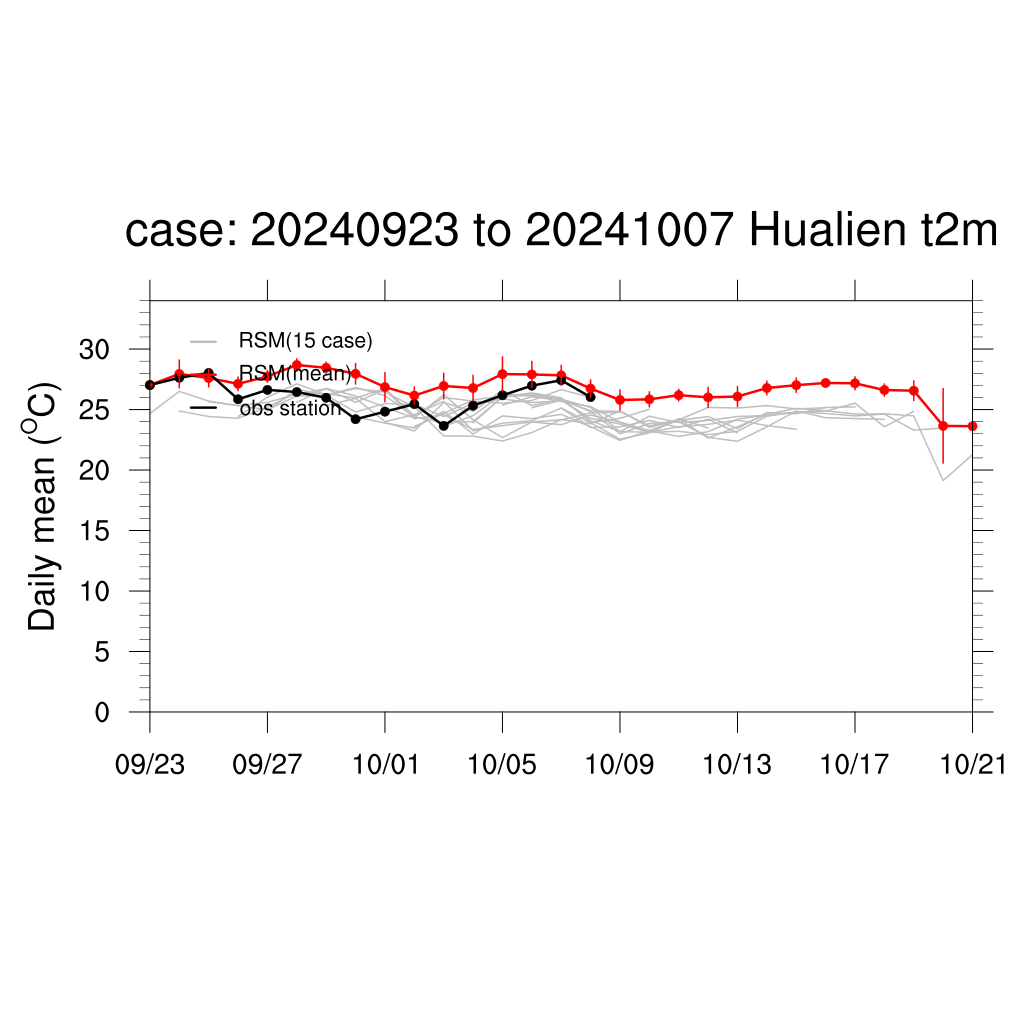 case: 20240923 to 20241007 Hualien t2m
Daily mean (°C)
30
25
20
15
10
5
0
RSM(15 case)
RSM(mean)
obs station
09/23 09/27 10/01 10/05 10/09 10/13 10/17 10/21